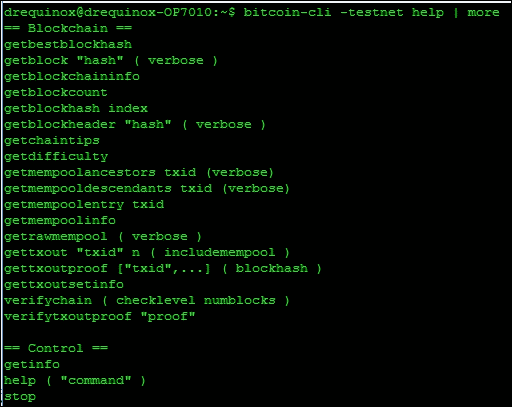 drequinox@drequinox-OP7010:~$ bitcoin-cli -testnet help | more
== Blockchain ==
getbestblockhash
getblock "hash" ( verbose )
getblockchaininfo
getblockcount
getblockhash index
getblockheader "hash" ( verbose )
getchaintips
getdifficulty
getmempoolancestors txid (verbose)
getmempooldescendants txid (verbose)
getmempoolentry txid
getmempoolinfo
getrawmempool ( verbose )
gettxout "txid" n ( includemempool )
gettxoutproof ["txid",...] ( blockhash )
gettxoutsetinfo
verifychain ( checklevel numblocks )
verifytxoutproof "proof"
== Control ==
getinfo
help ( "command" )
stop